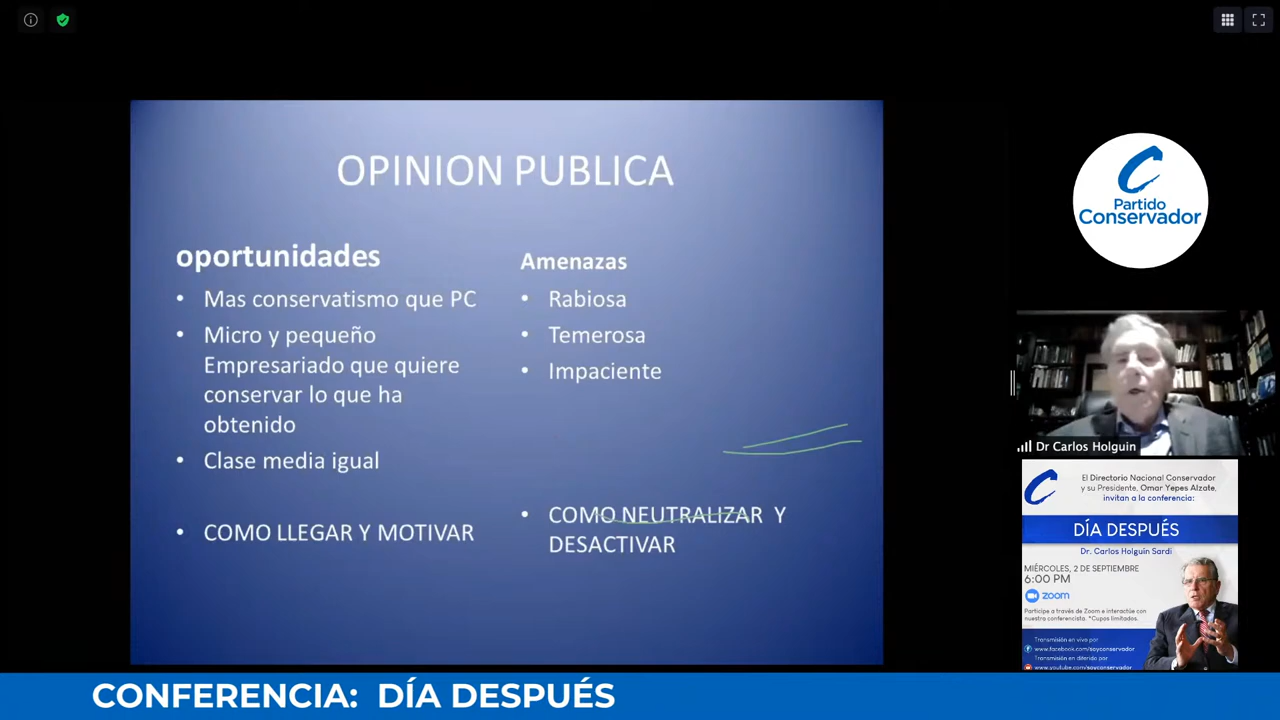 OPINION PUBLICA
oportunidades
• Mas conservatismo que PC
• Micro y pequeño
Empresariado que quiere
conservar lo que ha
obtenido
• Clase media igual
• COMO LLEGAR Y MOTIVAR
Amenazas
• Rabiosa
• Temerosa
• Impaciente
• COMO NEUTRALIZAR Y
DESACTIVAR
Partido
Conservador
Dr Carlos Holguin
El Directorio Nacional Conservador
y su Presidente, Omar Yepes Alzate,
invitan a la conferencia:
DÍA DESPUÉS
Dr. Carlos Holguín Sardi
MIÉRCOLES, 2 DE SEPTIEMBRE
6:00 PM
zoom
Participe a través de Zoom e interactúe con
nuestro conferencista. *Cupos limitados.
Transmisión en vivo por
www.facebook.com/soyconservador
Transmisión en diferido por
www.youtube.com/soyconservador
CONFERENCIA: DÍA DESPUÉS